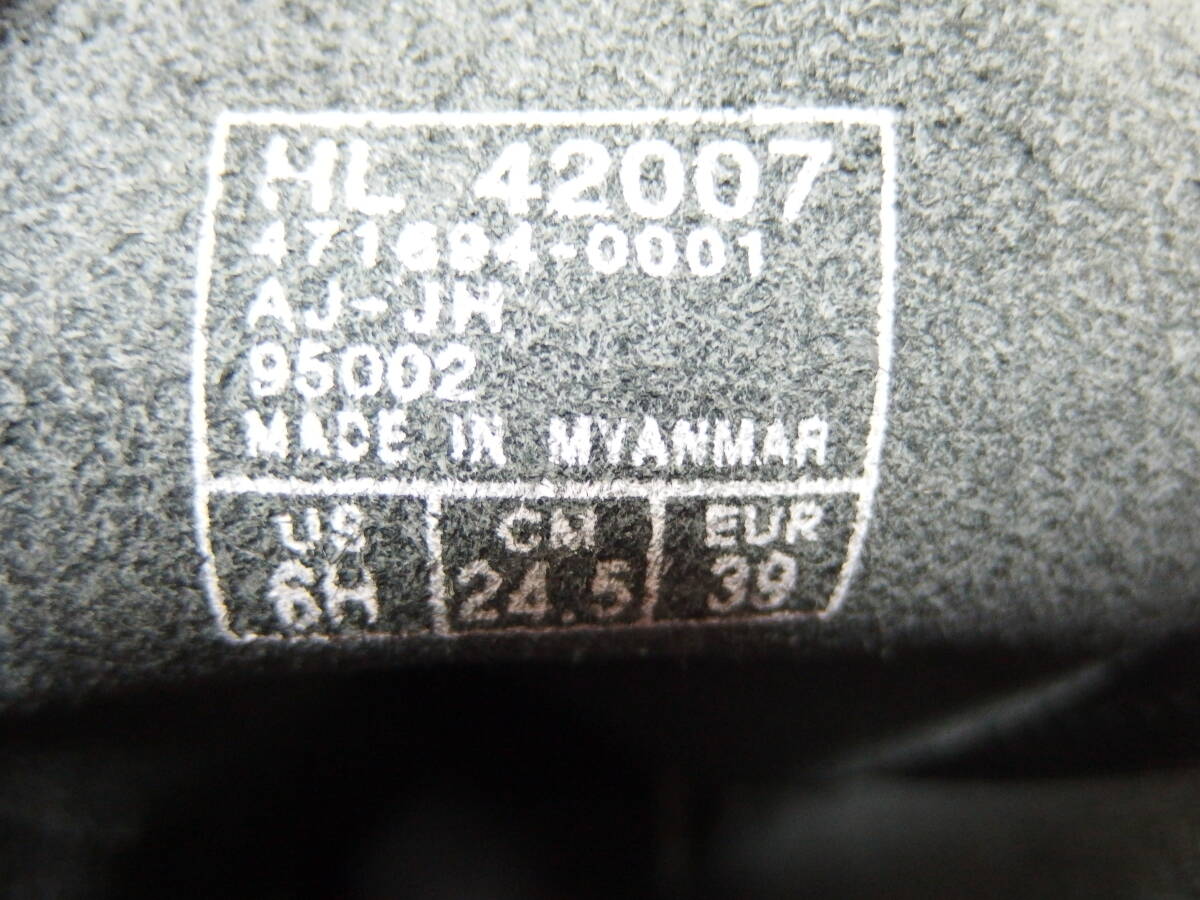 HL 42007
471694-0001
AJ-JH
95002
MADE IN MYANMAR
US CM EUR
6H 24.5 39